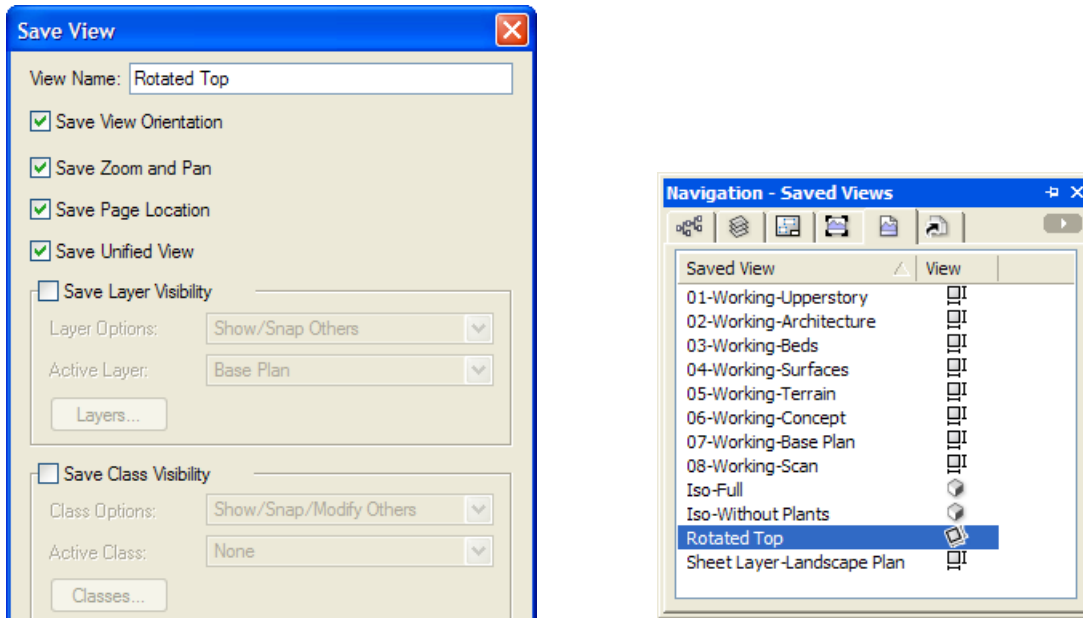 Save View
View Name: Rotated Top
Save View Orientation
Save Zoom and Pan
Save Page Location
Save Unified View
Save Layer Visibility
Layer Options: Show/Snap Others
Active Layer: Base Plan
Layers...
Save Class Visibility
Class Options: Show/Snap/Modify Others
Active Class: None
Classes...
Navigation - Saved Views
Saved View View
01-Working-Upperstory
02-Working-Architecture
03-Working-Beds
04-Working-Surfaces
05-Working-Terrain
06-Working-Concept
07-Working-Base Plan
08-Working-Scan
Iso-Full
Iso-Without Plants
Rotated Top
Sheet Layer-Landscape Plan